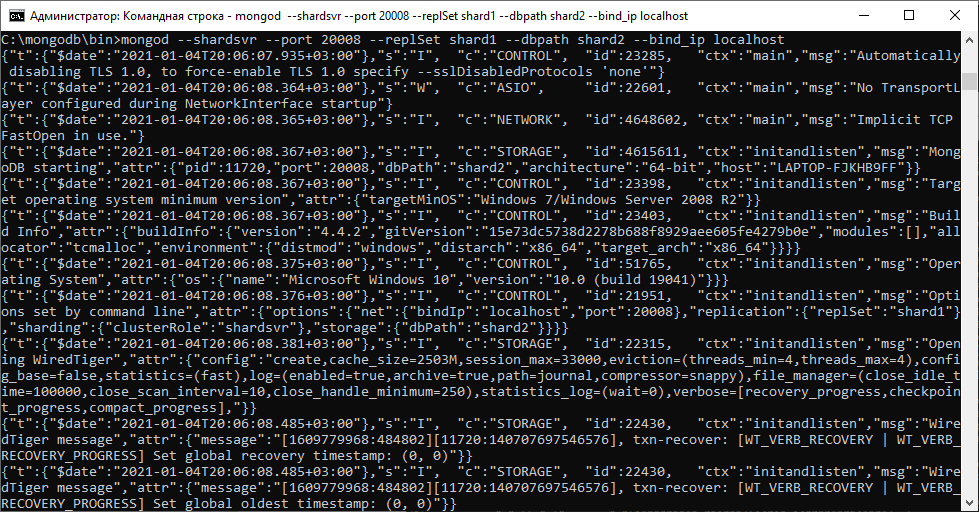 Администратор: Командная строка - mongod  --shardsvr --port 20008 --replSet shard1 --dbpath shard2 --bind_ip localhost
C:\mongodb\bin>mongod --shardsvr --port 20008 --replSet shard1 --dbpath shard2 --bind_ip localhost
{"t":{"$date":"2021-01-04T20:06:07.935+03:00"},"s":"I",  "c":"CONTROL",  "id":23285,   "ctx":"main","msg":"Automatically
 disabling TLS 1.0, to force-enable TLS 1.0 specify --sslDisabledProtocols 'none'"}
{"t":{"$date":"2021-01-04T20:06:08.364+03:00"},"s":"W",  "c":"ASIO",     "id":22601,   "ctx":"main","msg":"No TransportL
ayer configured during NetworkInterface startup"}
{"t":{"$date":"2021-01-04T20:06:08.365+03:00"},"s":"I",  "c":"NETWORK",  "id":4648602, "ctx":"main","msg":"Implicit TCP
FastOpen in use."}
{"t":{"$date":"2021-01-04T20:06:08.367+03:00"},"s":"I",  "c":"STORAGE",  "id":4615611, "ctx":"initandlisten","msg":"Mong
oDB starting","attr":{"pid":11720,"port":20008,"dbPath":"shard2","architecture":"64-bit","host":"LAPTOP-FJKHB9FF"}}
{"t":{"$date":"2021-01-04T20:06:08.367+03:00"},"s":"I",  "c":"CONTROL",  "id":23398,   "ctx":"initandlisten","msg":"Targ
et operating system minimum version","attr":{"targetMinOS":"Windows 7/Windows Server 2008 R2"}}
{"t":{"$date":"2021-01-04T20:06:08.367+03:00"},"s":"I",  "c":"CONTROL",  "id":23403,   "ctx":"initandlisten","msg":"Buil
d Info","attr":{"buildInfo":{"version":"4.4.2","gitVersion":"15e73dc5738d2278b688f8929aee605fe4279b0e","modules":[],"all
ocator":"tcmalloc","environment":{"distmod":"windows","distarch":"x86_64","target_arch":"x86_64"}}}}
{"t":{"$date":"2021-01-04T20:06:08.375+03:00"},"s":"I",  "c":"CONTROL",  "id":51765,   "ctx":"initandlisten","msg":"Oper
ating System","attr":{"os":{"name":"Microsoft Windows 10","version":"10.0 (build 19041)"}}}
{"t":{"$date":"2021-01-04T20:06:08.376+03:00"},"s":"I",  "c":"CONTROL",  "id":21951,   "ctx":"initandlisten","msg":"Opti
ons set by command line","attr":{"options":{"net":{"bindIp":"localhost","port":20008},"replication":{"replSet":"shard1"}
,"sharding":{"clusterRole":"shardsvr"},"storage":{"dbPath":"shard2"}}}}
{"t":{"$date":"2021-01-04T20:06:08.381+03:00"},"s":"I",  "c":"STORAGE",  "id":22315,   "ctx":"initandlisten","msg":"Open
ing WiredTiger","attr":{"config":"create,cache_size=2503M,session_max=33000,eviction=(threads_min=4,threads_max=4),confi
g_base=false,statistics=(fast),log=(enabled=true,archive=true,path=journal,compressor=snappy),file_manager=(close_idle_t
ime=100000,close_scan_interval=10,close_handle_minimum=250),statistics_log=(wait=0),verbose=[recovery_progress,checkpoin
t_progress,compact_progress],"}}
{"t":{"$date":"2021-01-04T20:06:08.485+03:00"},"s":"I",  "c":"STORAGE",  "id":22430,   "ctx":"initandlisten","msg":"Wire
dTiger message","attr":{"message":"[1609779968:484802][11720:140707697546576], txn-recover: [WT_VERB_RECOVERY | WT_VERB_
RECOVERY_PROGRESS] Set global recovery timestamp: (0, 0)"}}
{"t":{"$date":"2021-01-04T20:06:08.485+03:00"},"s":"I",  "c":"STORAGE",  "id":22430,   "ctx":"initandlisten","msg":"Wire
dTiger message","attr":{"message":"[1609779968:484802][11720:140707697546576], txn-recover: [WT_VERB_RECOVERY | WT_VERB_
RECOVERY_PROGRESS] Set global oldest timestamp: (0, 0)"}}